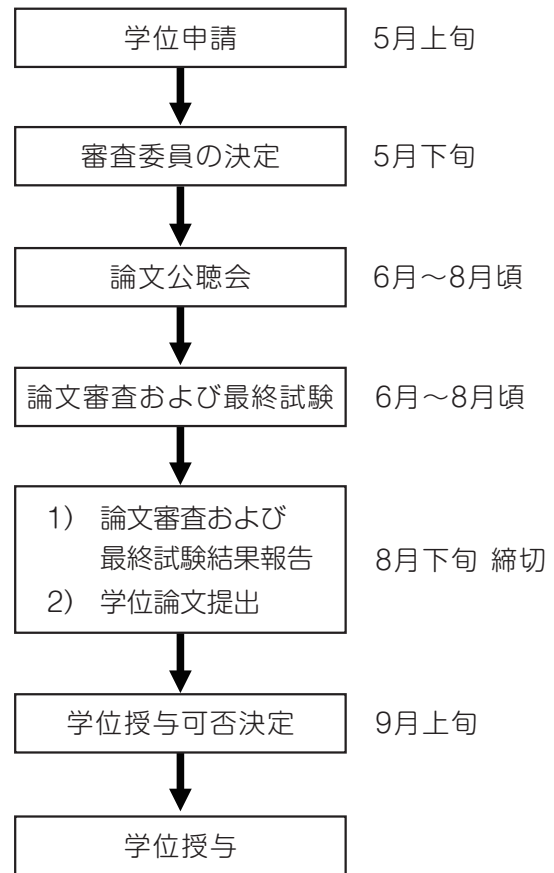 学位申請 5月上旬
審査委員の決定 5月下旬
論文公聴会 6月～8月頃
論文審査および最終試験 6月～8月頃
1) 論文審査および
最終試験結果報告 8月下旬 締切
2) 学位論文提出
学位授与可否決定 9月上旬
学位授与